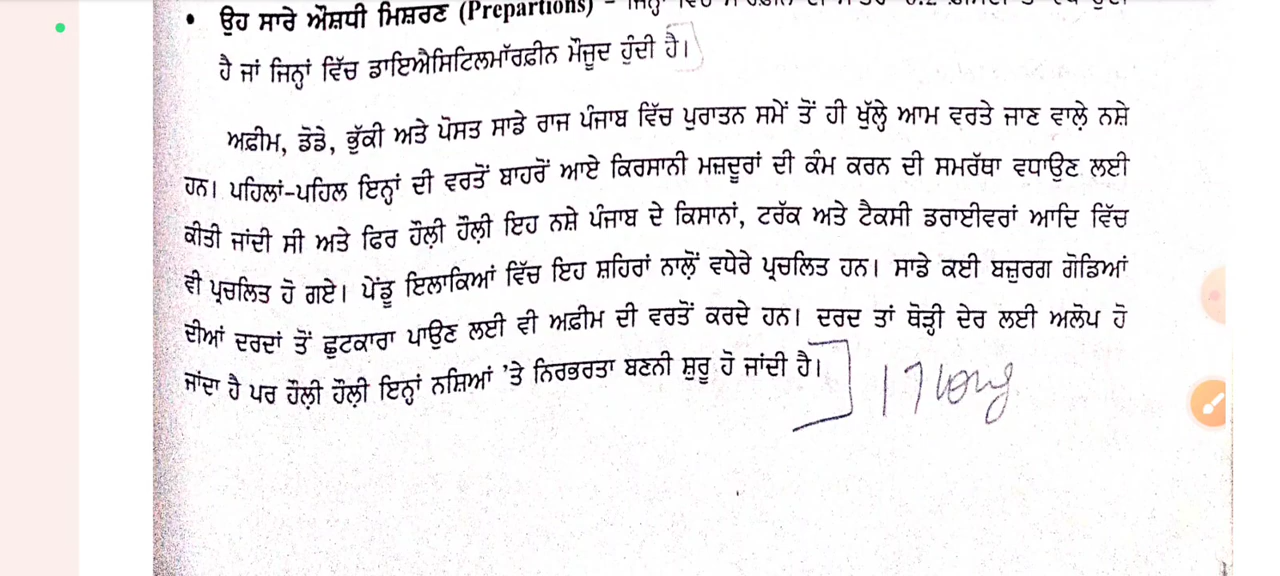 • ਉਹ ਸਾਰੇ ਔਸ਼ਧੀ ਮਿਸ਼ਰਣ (Prepartions) –
ਹੈ ਜਾਂ ਜਿਨ੍ਹਾਂ ਵਿੱਚ ਡਾਇਐਸਿਟਿਲਮਾੱਰਫ਼ੀਨ ਮੌਜੂਦ ਹੁੰਦੀ ਹੈ।
ਅਫ਼ੀਮ, ਡੋਡੇ, ਭੁੱਕੀ ਅਤੇ ਪੋਸਤ ਸਾਡੇ ਰਾਜ ਪੰਜਾਬ ਵਿੱਚ ਪੁਰਾਤਨ ਸਮੇਂ ਤੋਂ ਹੀ ਖੁੱਲ੍ਹੇ ਆਮ ਵਰਤੇ ਜਾਣ ਵਾਲ਼ੇ ਨਸ਼ੇ
ਹਨ। ਪਹਿਲਾਂ-ਪਹਿਲ ਇਨ੍ਹਾਂ ਦੀ ਵਰਤੋਂ ਬਾਹਰੋਂ ਆਏ ਕਿਰਸਾਨੀ ਮਜ਼ਦੂਰਾਂ ਦੀ ਕੰਮ ਕਰਨ ਦੀ ਸਮਰੱਥਾ ਵਧਾਉਣ ਲਈ
ਕੀਤੀ ਜਾਂਦੀ ਸੀ ਅਤੇ ਫਿਰ ਹੌਲ਼ੀ ਹੌਲ਼ੀ ਇਹ ਨਸ਼ੇ ਪੰਜਾਬ ਦੇ ਕਿਸਾਨਾਂ, ਟਰੱਕ ਅਤੇ ਟੈਕਸੀ ਡਰਾਈਵਰਾਂ ਆਦਿ ਵਿੱਚ
ਵੀ ਪ੍ਰਚਲਿਤ ਹੋ ਗਏ। ਪੇਂਡੂ ਇਲਾਕਿਆਂ ਵਿੱਚ ਇਹ ਸ਼ਹਿਰਾਂ ਨਾਲ਼ੋਂ ਵਧੇਰੇ ਪ੍ਰਚਲਿਤ ਹਨ। ਸਾਡੇ ਕਈ ਬਜ਼ੁਰਗ ਗੋਡਿਆਂ
ਦੀਆਂ ਦਰਦਾਂ ਤੋਂ ਛੁਟਕਾਰਾ ਪਾਉਣ ਲਈ ਵੀ ਅਫ਼ੀਮ ਦੀ ਵਰਤੋਂ ਕਰਦੇ ਹਨ। ਦਰਦ ਤਾਂ ਥੋੜ੍ਹੀ ਦੇਰ ਲਈ ਅਲੋਪ ਹੋ
ਜਾਂਦਾ ਹੈ ਪਰ ਹੌਲ਼ੀ ਹੌਲ਼ੀ ਇਨ੍ਹਾਂ ਨਸ਼ਿਆਂ ’ਤੇ ਨਿਰਭਰਤਾ ਬਣਨੀ ਸ਼ੁਰੂ ਹੋ ਜਾਂਦੀ ਹੈ।
17 long